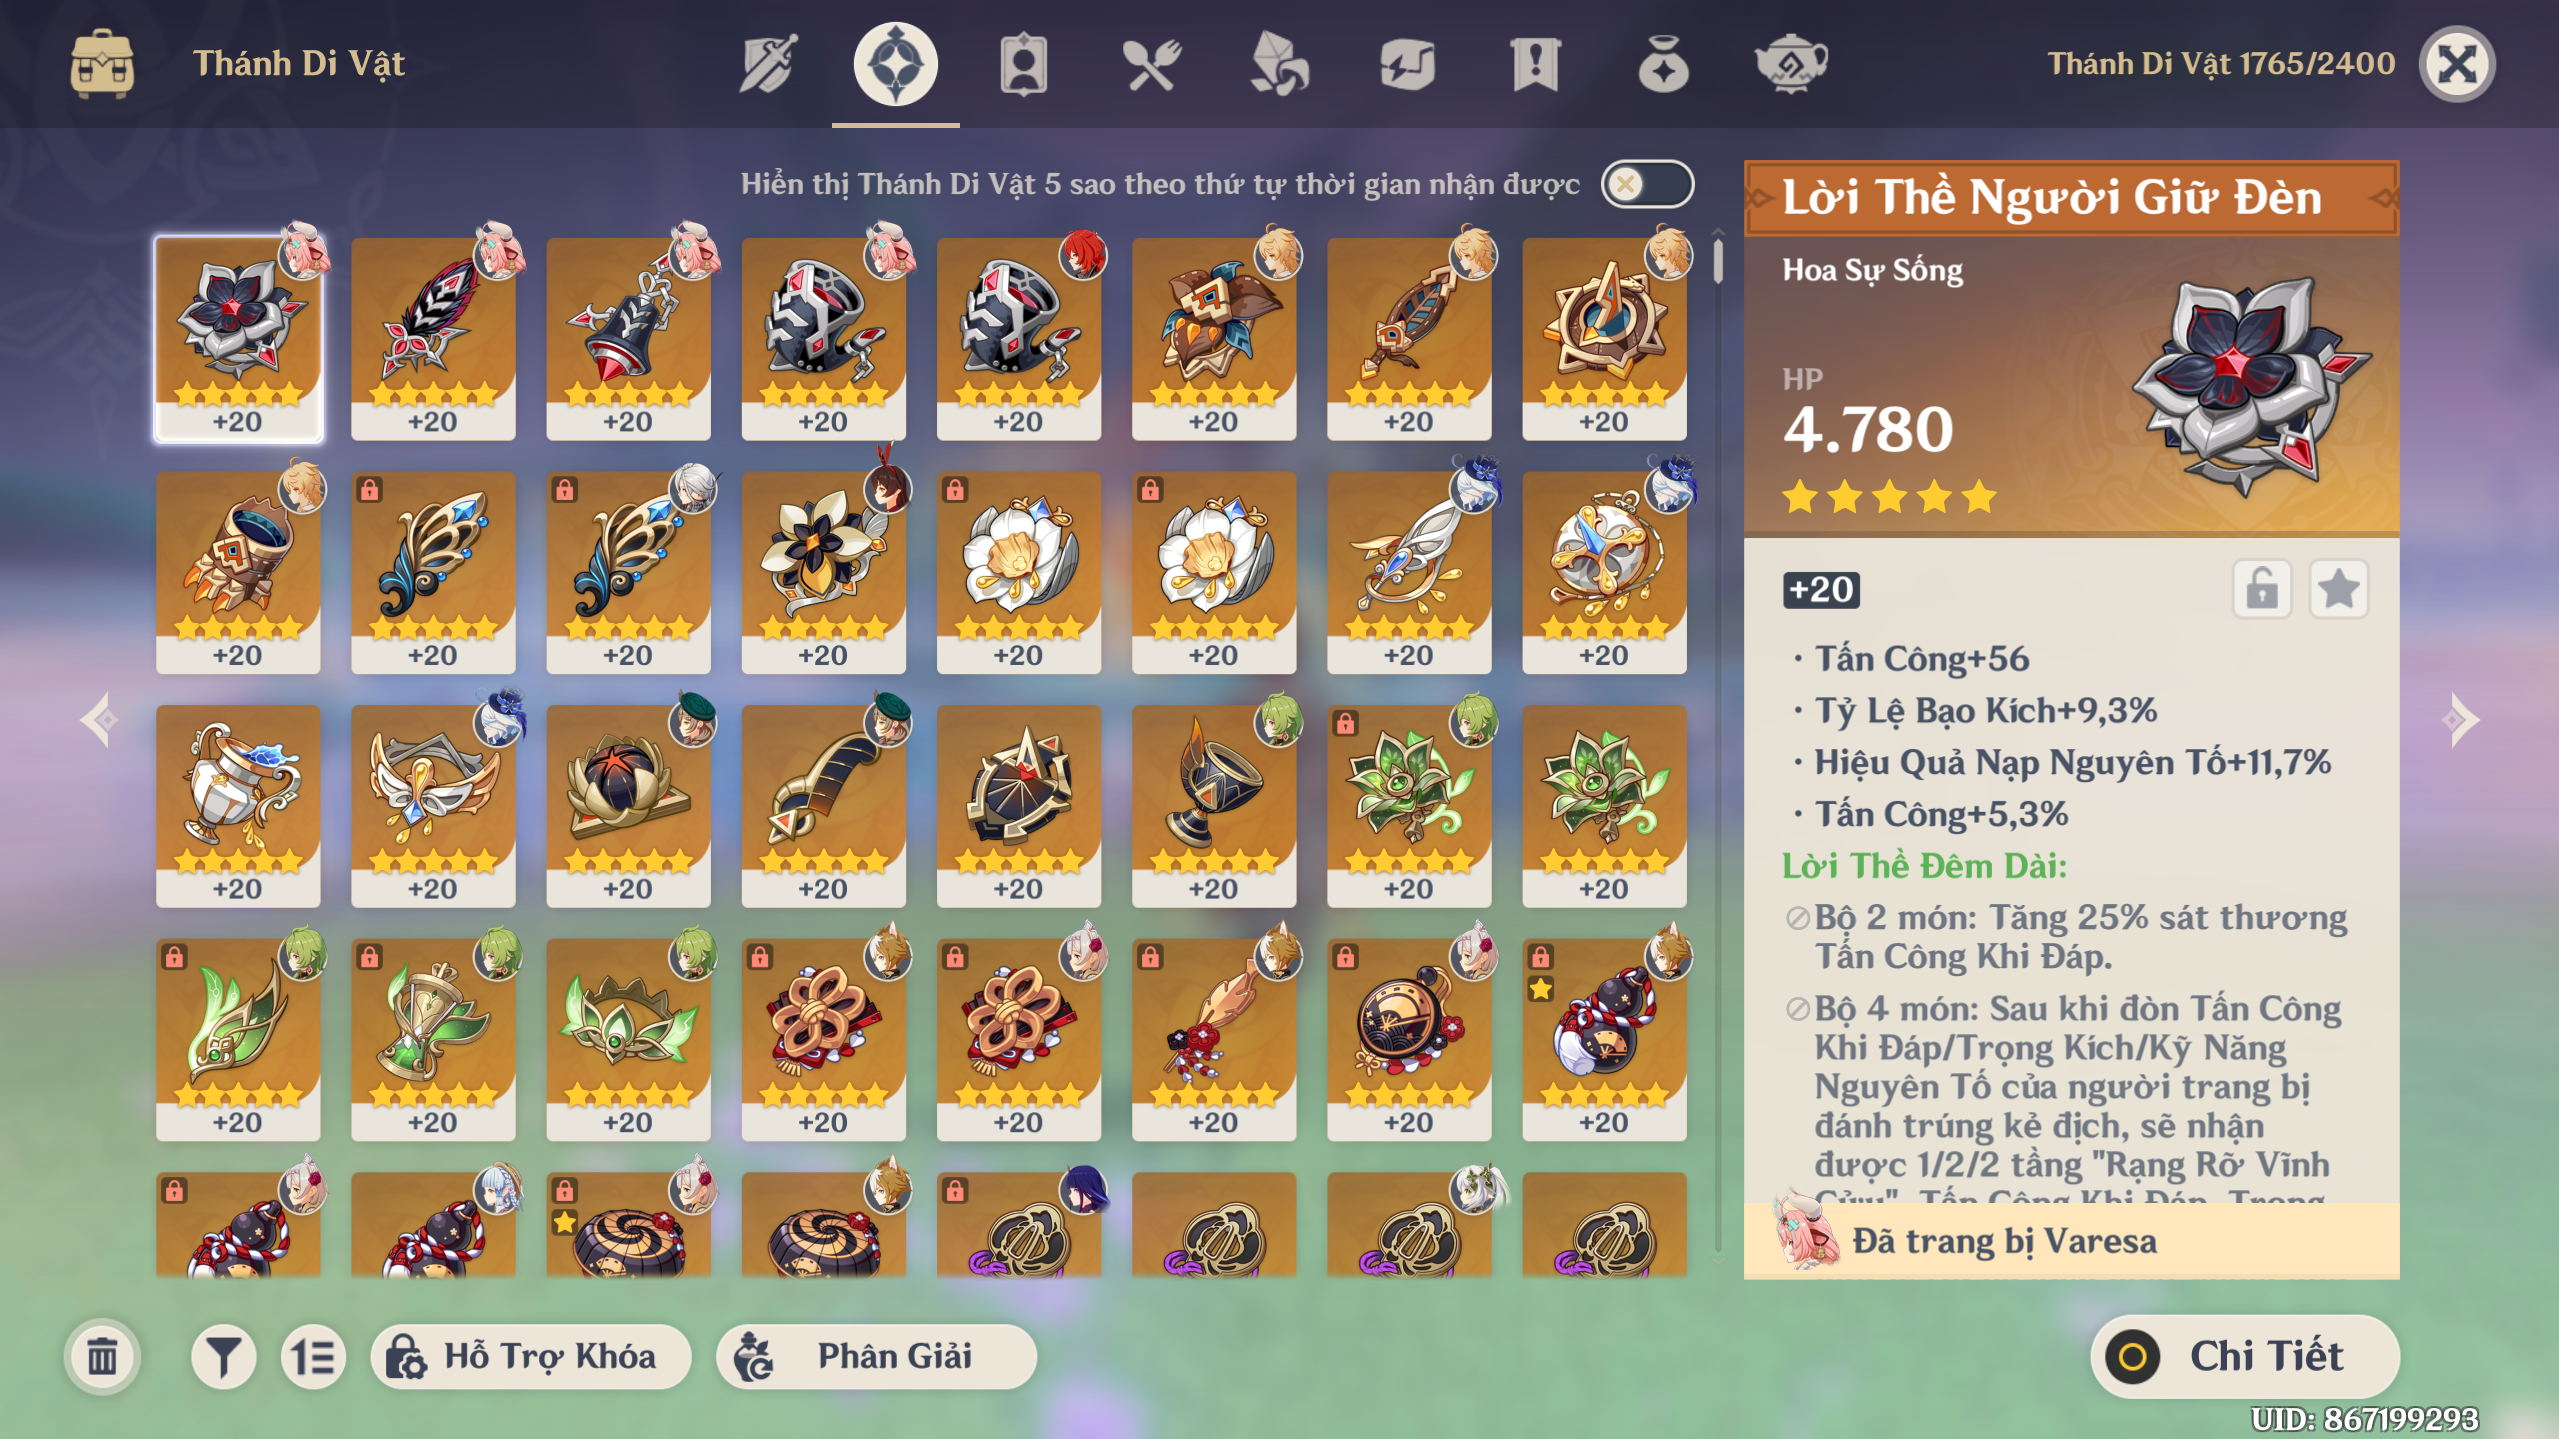 Thánh Di Vật
Thánh Di Vật 1765/2400
Hiển thị Thánh Di Vật 5 sao theo thứ tự thời gian nhận được
+20 +20 +20 +20 +20 +20 +20 +20
+20 +20 +20 +20 +20 +20 +20 +20
+20 +20 +20 +20 +20 +20 +20 +20
+20 +20 +20 +20 +20 +20 +20 +20
Lời Thề Người Giữ Đèn
Hoa Sự Sống
HP
4.780
+20
· Tấn Công+56
· Tỷ Lệ Bạo Kích+9,3%
· Hiệu Quả Nạp Nguyên Tố+11,7%
· Tấn Công+5,3%
Lời Thề Đêm Dài:
Bộ 2 món: Tăng 25% sát thương
Tấn Công Khi Đáp.
Bộ 4 món: Sau khi đòn Tấn Công
Khi Đáp/Trọng Kích/Kỹ Năng
Nguyên Tố của người trang bị
đánh trúng kẻ địch, sẽ nhận
được 1/2/2 tầng "Rạng Rỡ Vĩnh
Cửu". Tấn Công Khi Đáp, Trọng
Đã trang bị Varesa
Hỗ Trợ Khóa
Phân Giải
Chi Tiết
UID: 867199293